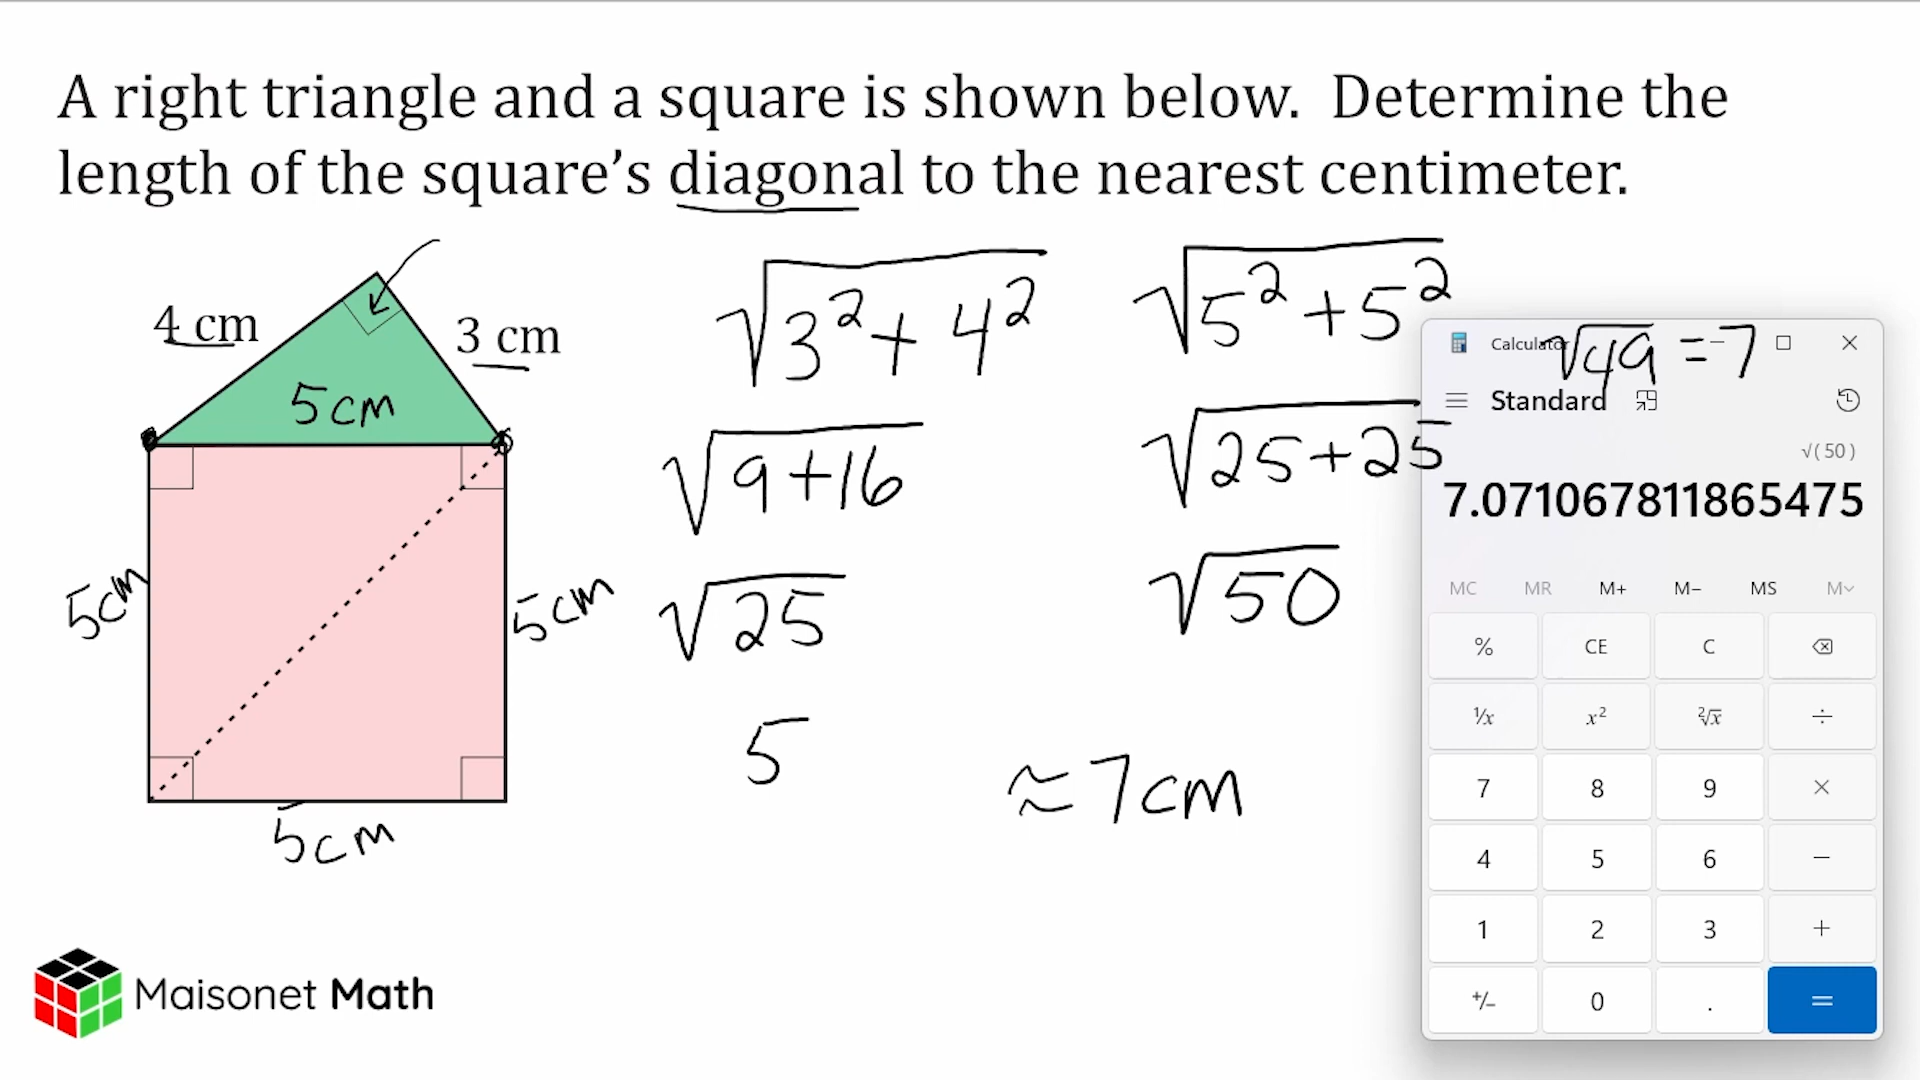 A right triangle and a square is shown below. Determine the
length of the square’s diagonal to the nearest centimeter.
4 cm
3 cm
5cm
5cm
5cm
5cm
√3²+4²
√9+16
√25
5
√5²+5²
√25+25
√50
≈7cm
√49 = 7
Calculator
Standard
√(50)
7.071067811865475
MC MR M+ M− MS M˅
% CE C ⌫
¹/x x² ²√x ÷
7 8 9 ×
4 5 6 −
1 2 3 +
+/− 0 . =
Maisonet Math